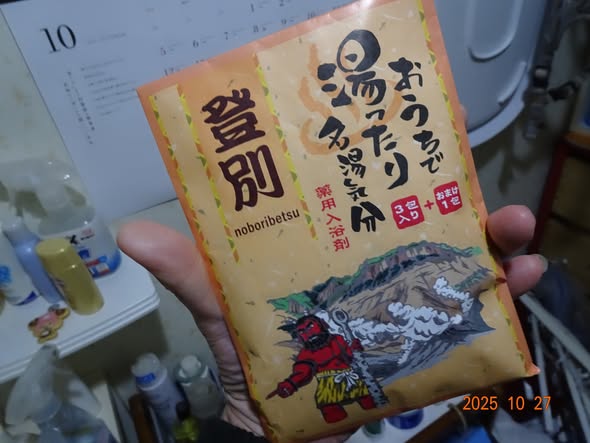 10
おうちで
湯ったり
名湯気分
薬用入浴剤
3包入り
+
おまけ1包
登別
noboribetsu
2025 10 27